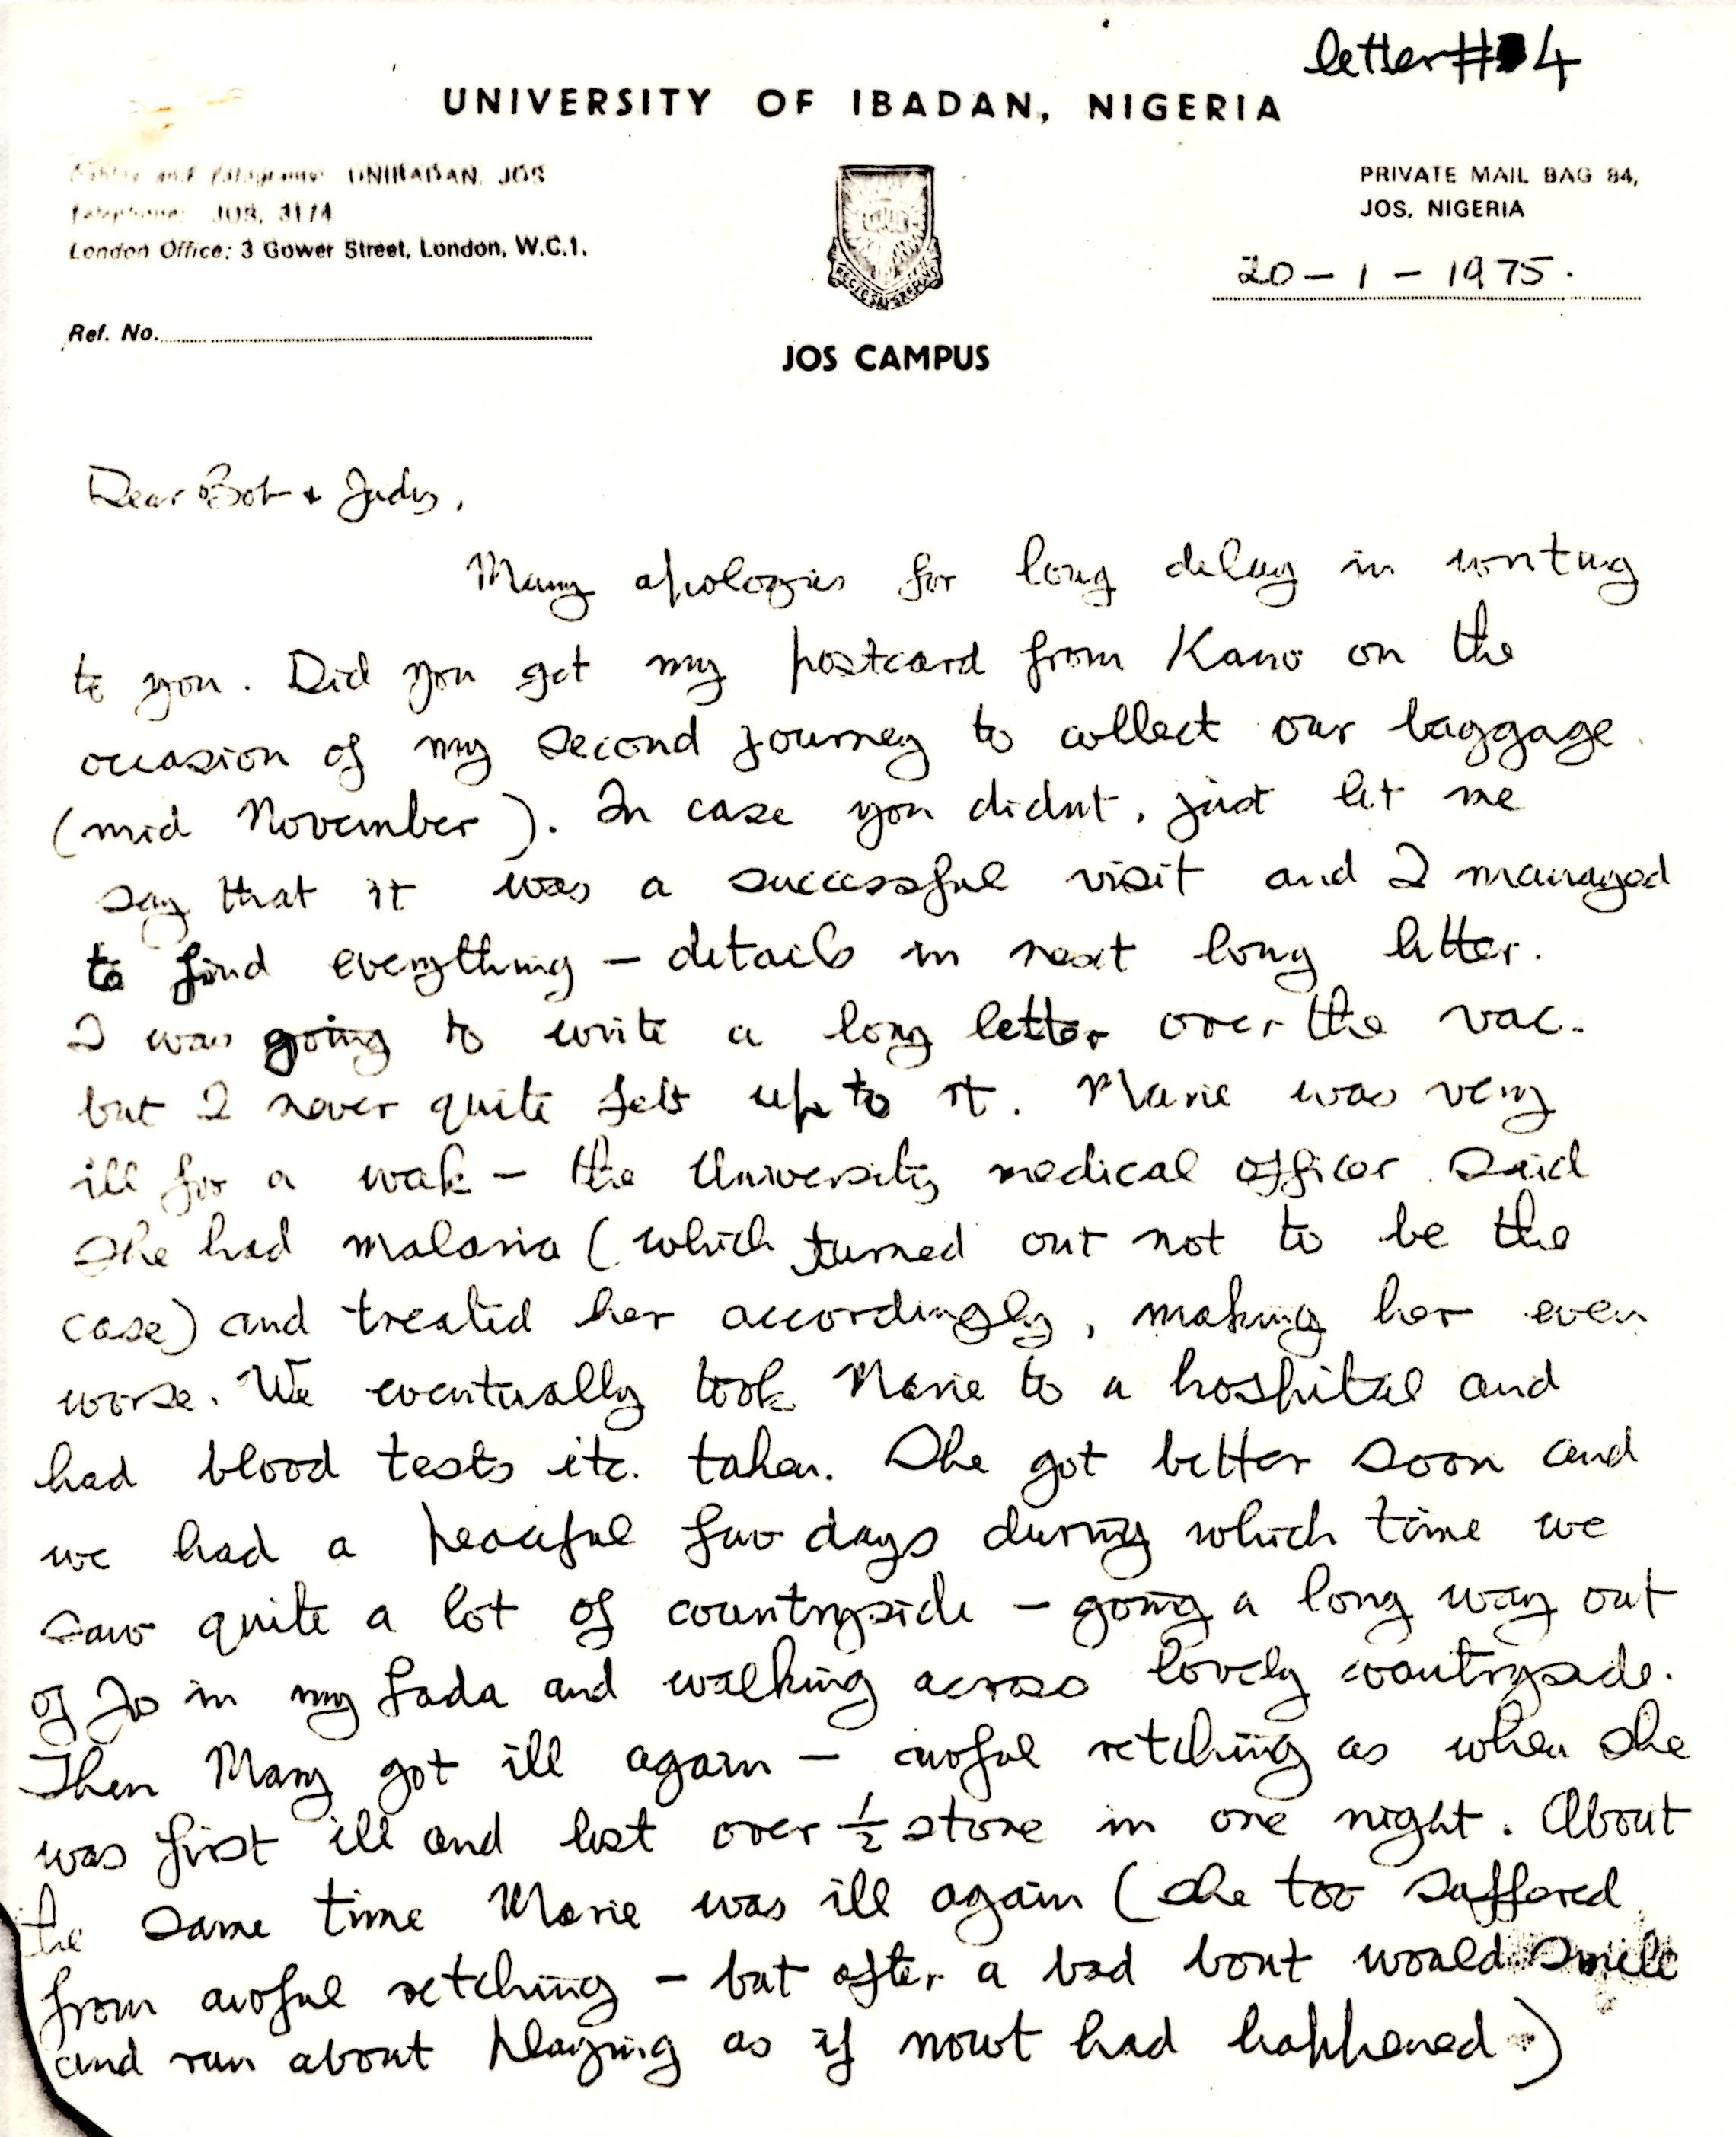 letter # 4
UNIVERSITY OF IBADAN, NIGERIA
Cables and Telegrams: UNIBADAN, JOS
Telephone: JOS, 3174
London Office: 3 Gower Street, London, W.C.1.
PRIVATE MAIL BAG 84,
JOS, NIGERIA
20 - 1 - 1975.
Ref. No.
JOS CAMPUS
Dear Bob + Judy,
Many apologies for long delay in writing
to you. Did you get my postcard from Kano on the
occasion of my second journey to collect our baggage
(mid November). In case you didnt, just let me
say that it was a successful visit and I managed
to find everything - details in next long letter.
I was going to write a long letter over the vac.
but I never quite felt up to it. Marie was very
ill for a week - the University medical officer said
she had malaria (which turned out not to be the
case) and treated her accordingly, making her even
worse. We eventually took Marie to a hospital and
had blood tests etc. taken. She got better soon and
we had a peaceful few days during which time we
saw quite a lot of countryside - going a long way out
of Jos in my Lada and walking across lovely countryside.
Then Mary got ill again - awful retching as when she
was first ill and lost over ½ stone in one night. About
the same time Marie was ill again (she too suffered
from awful retching - but after a bad bout would smile
and run about playing as if nowt had happened.)